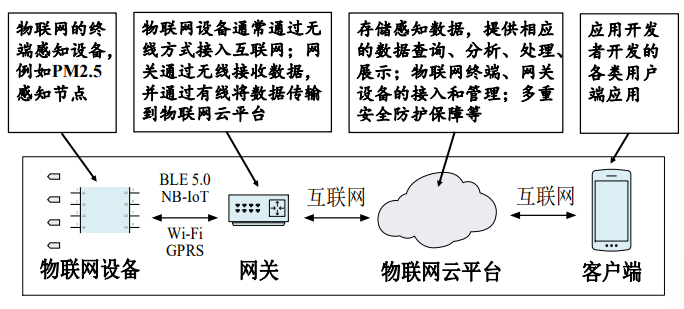 物联网的终
端感知设备，
例如PM2.5
感知节点
物联网设备通常通过无
线方式接入互联网；网
关通过无线接收数据，
并通过有线将数据传输
到物联网云平台
存储感知数据，提供相应
的数据查询、分析、处理、
展示；物联网终端、网关
设备的接入和管理；多重
安全防护保障等
应用开发
者开发的
各类用户
端应用
BLE 5.0
NB-IoT
Wi-Fi
GPRS
互联网
互联网
物联网设备
网关
物联网云平台
客户端